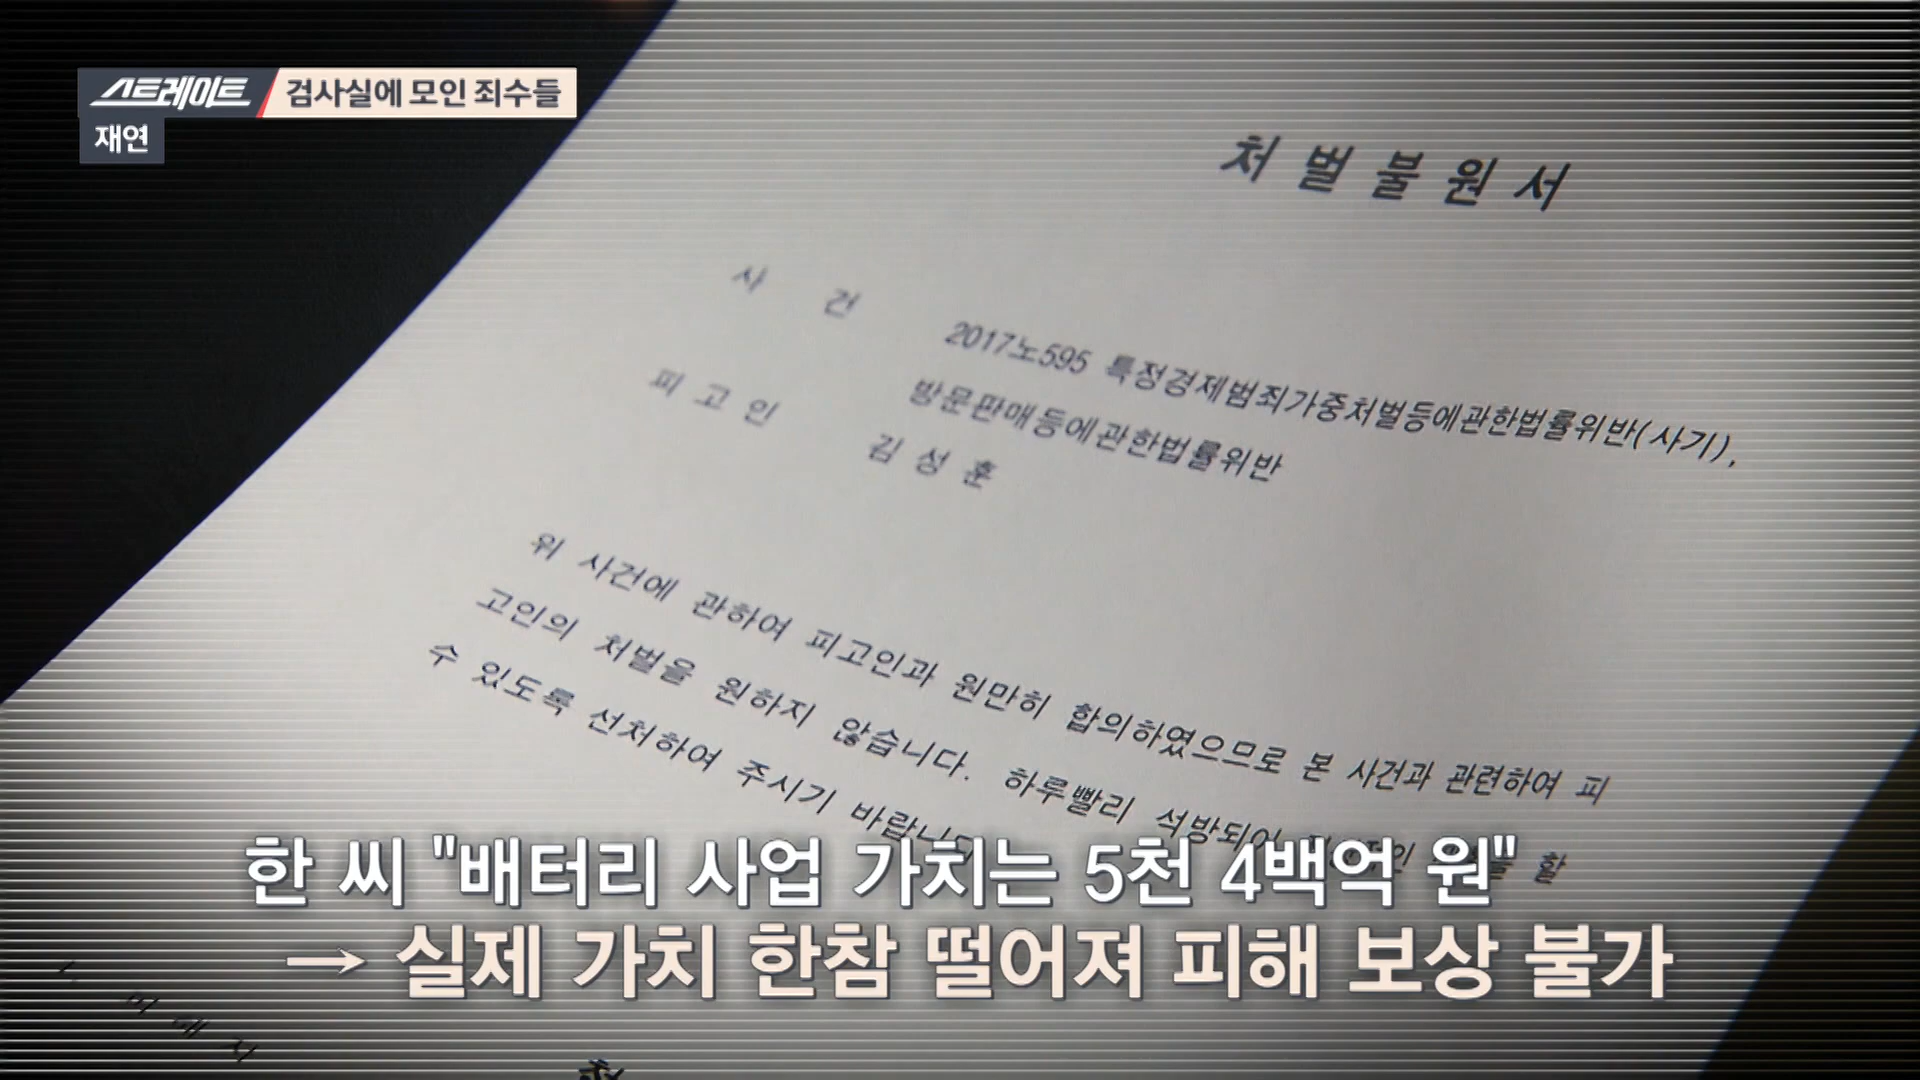 스트레이트 검사실에 모인 죄수들
재연
처 벌 불 원 서
사 건 2017노595 특정경제범죄가중처벌등에관한법률위반(사기),
방문판매등에관한법률위반
피 고 인 김 성 훈
위 사건에 관하여 피고인과 원만히 합의하였으므로 본 사건과 관련하여 피
고인의 처벌을 원하지 않습니다. 하루빨리 석방되어 할
수 있도록 선처하여 주시기 바랍니다
한 씨 "배터리 사업 가치는 5천 4백억 원"
→ 실제 가치 한참 떨어져 피해 보상 불가